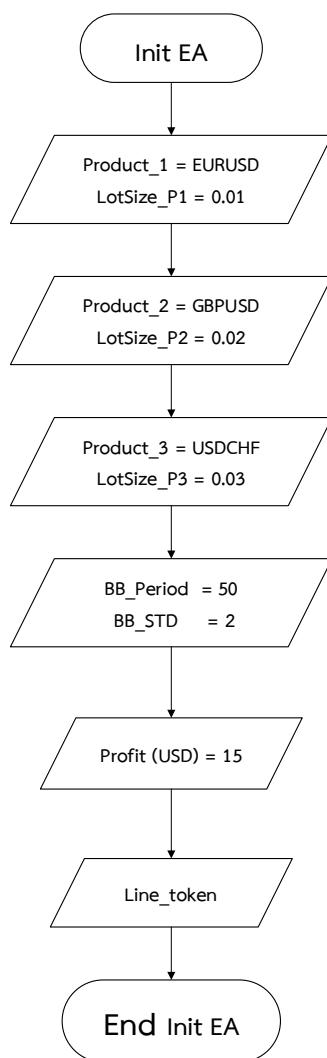 Init EA
Product_1 = EURUSD
LotSize_P1 = 0.01
Product_2 = GBPUSD
LotSize_P2 = 0.02
Product_3 = USDCHF
LotSize_P3 = 0.03
BB_Period = 50
BB_STD = 2
Profit (USD) = 15
Line_token
End Init EA